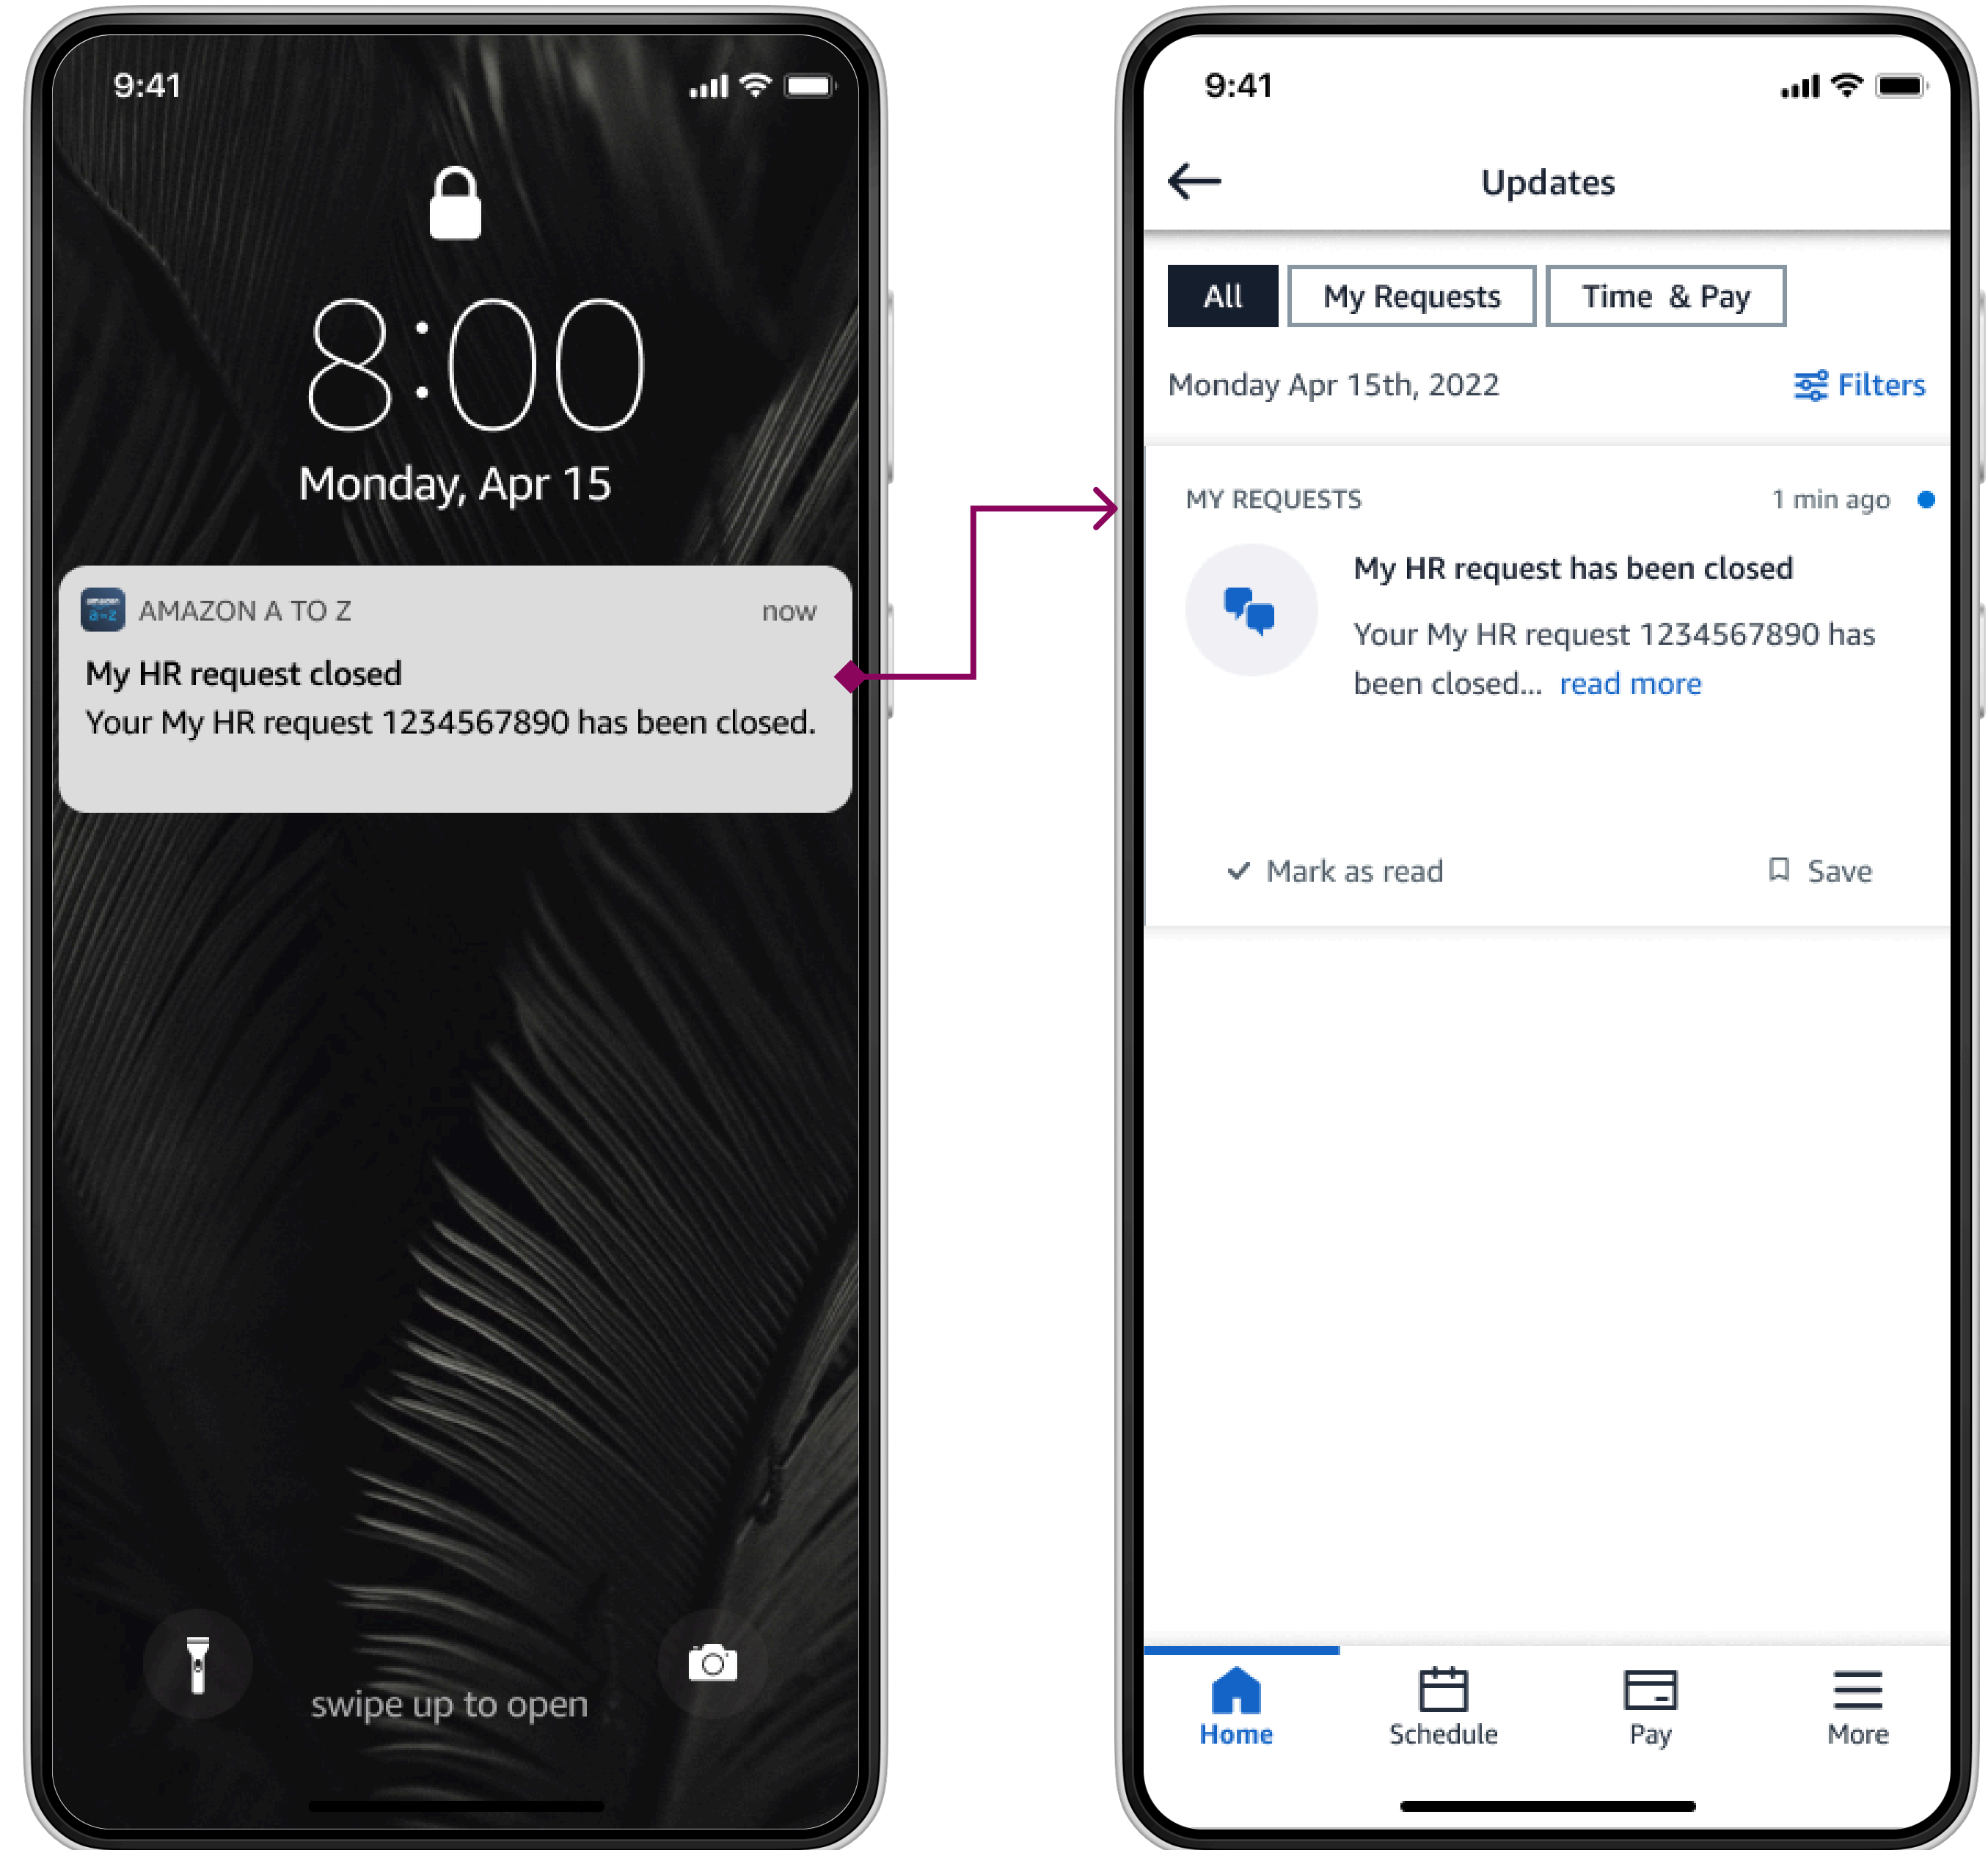 9:41
8:00
Monday, Apr 15
amazon
a-z
AMAZON A TO Z
now
My HR request closed
Your My HR request 1234567890 has been closed.
swipe up to open
9:41
Updates
All
My Requests
Time & Pay
Monday Apr 15th, 2022
Filters
MY REQUESTS
1 min ago
My HR request has been closed
Your My HR request 1234567890 has
been closed... read more
Mark as read
Save
Home
Schedule
Pay
More